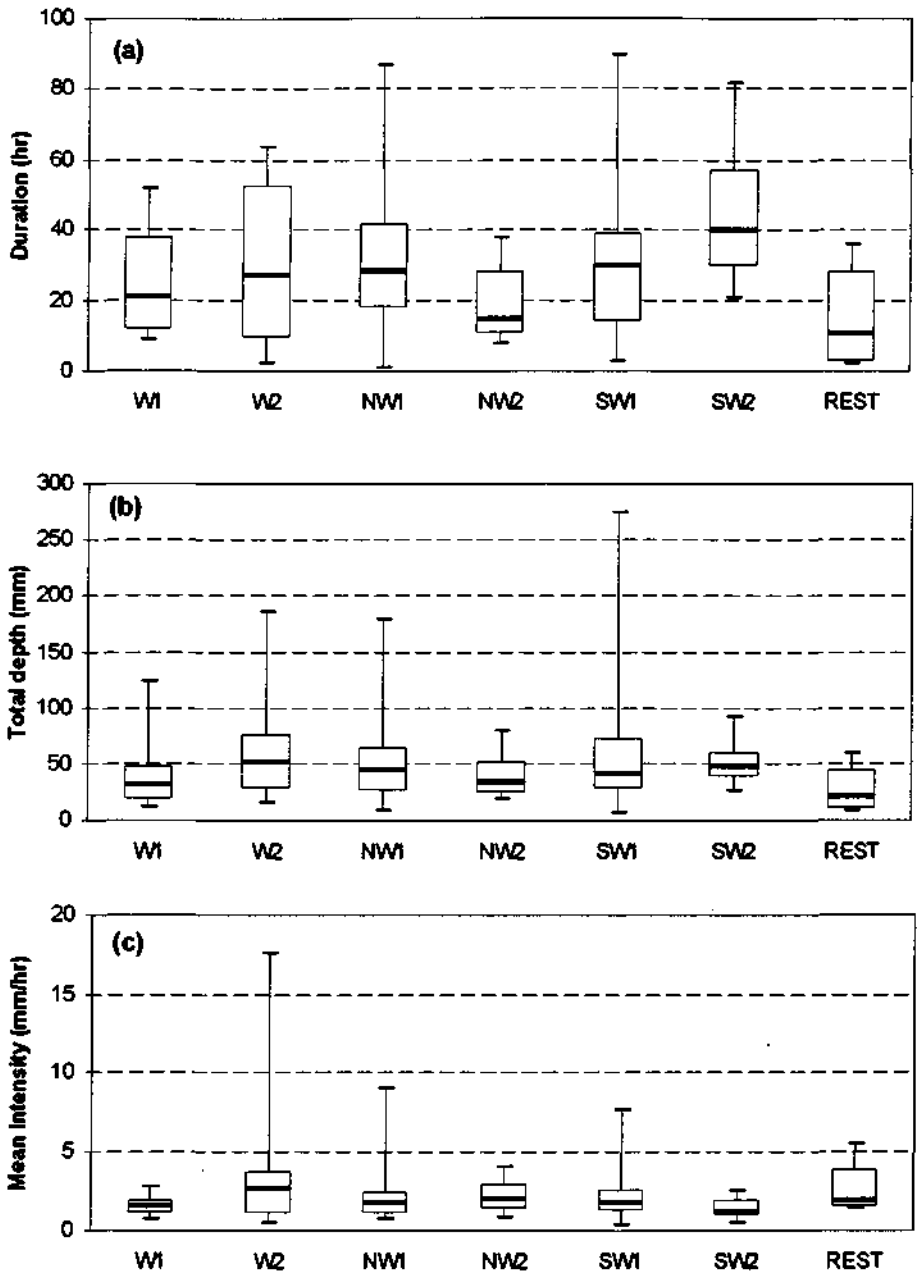 (a)
Duration (hr)
100
80
60
40
20
0
W1 W2 NW1 NW2 SW1 SW2 REST
(b)
Total depth (mm)
300
250
200
150
100
50
0
W1 W2 NW1 NW2 SW1 SW2 REST
(c)
Mean Intensity (mm/hr)
20
15
10
5
0
W1 W2 NW1 NW2 SW1 SW2 REST